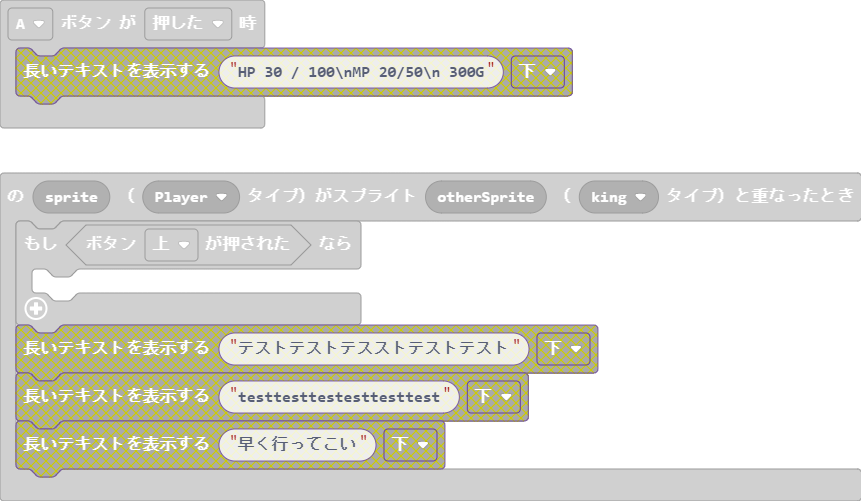 A ボタン が 押した 時
長いテキストを表示する "HP 30 / 100\nMP 20/50\n 300G" 下
の sprite ( Player タイプ) がスプライト otherSprite ( king タイプ) と重なったとき
もし ボタン 上 が押された なら
長いテキストを表示する "テストテストテスストテストテスト" 下
長いテキストを表示する "testtesttestesttesttest" 下
長いテキストを表示する "早く行ってこい" 下